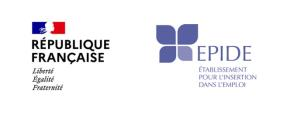 RÉPUBLIQUE
FRANÇAISE
Liberté
Égalité
Fraternité
EPIDE
ÉTABLISSEMENT
POUR L'INSERTION
DANS L'EMPLOI